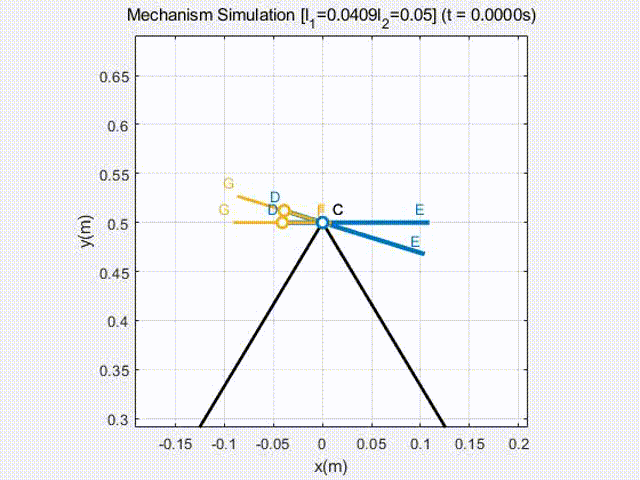 Mechanism Simulation [l1=0.0409l2=0.05] (t = 0.0000s)
0.65
0.6
0.55
G
D
G
D
F
C
E
0.5
y(m)
E
0.45
0.4
0.35
0.3
-0.15 -0.1 -0.05 0 0.05 0.1 0.15 0.2
x(m)